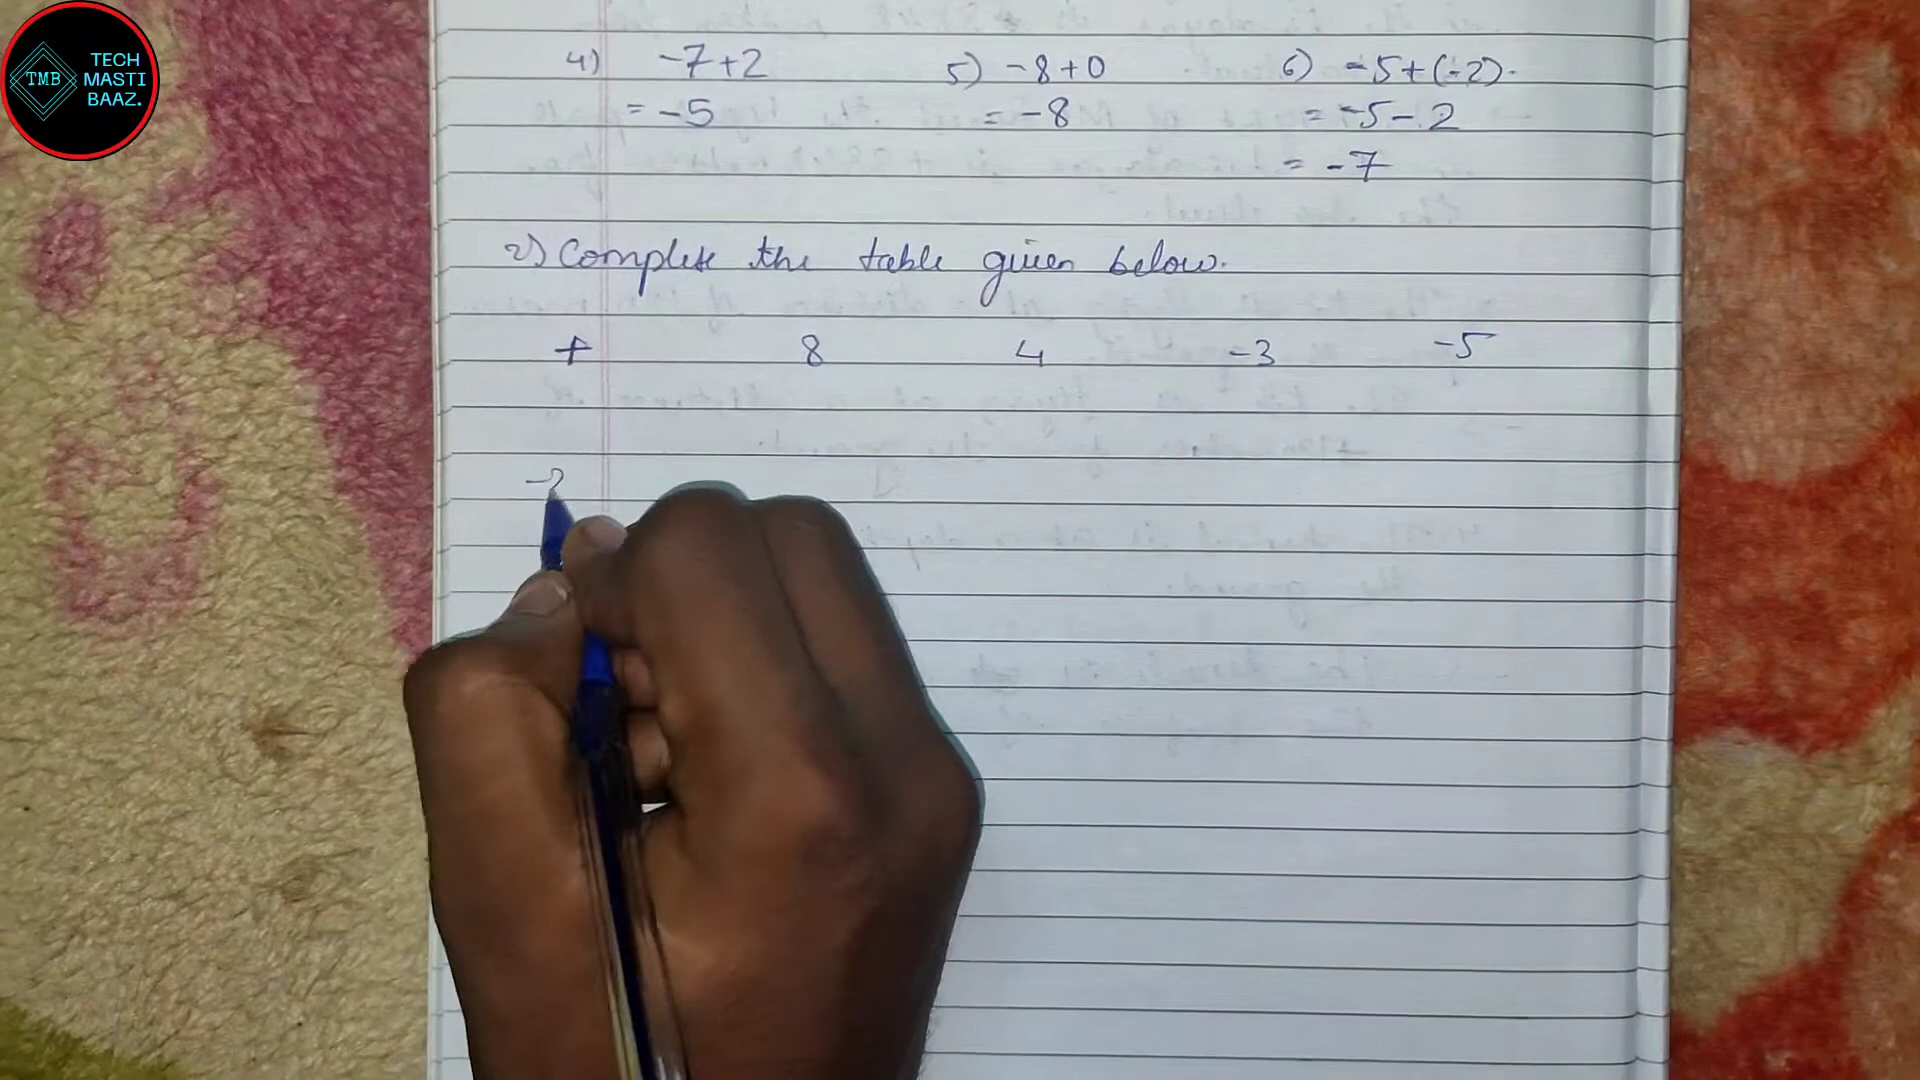 TMB
TECH
MASTI
BAAZ.
4) -7+2 5) -8+0 6) -5+(-2).
= -5 = -8 = -5-2
= -7
2) Complete the table given below.
+ 8 4 -3 -5